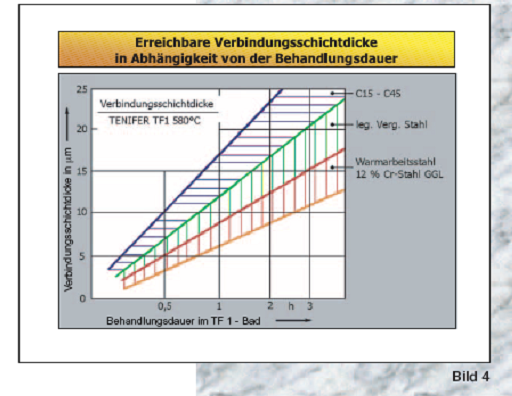 Erreichbare Verbindungsschichtdicke
in Abhängigkeit von der Behandlungsdauer
Verbindungsschichtdicke
TENIFER TF1 580°C
Verbindungsschichtdicke in µm
25
20
15
10
5
0
0,5
1
2
h
3
Behandlungsdauer im TF 1 - Bad
C15 - C45
leg. Verg. Stahl
Warmarbeitsstahl
12 % Cr-Stahl GGL
Bild 4